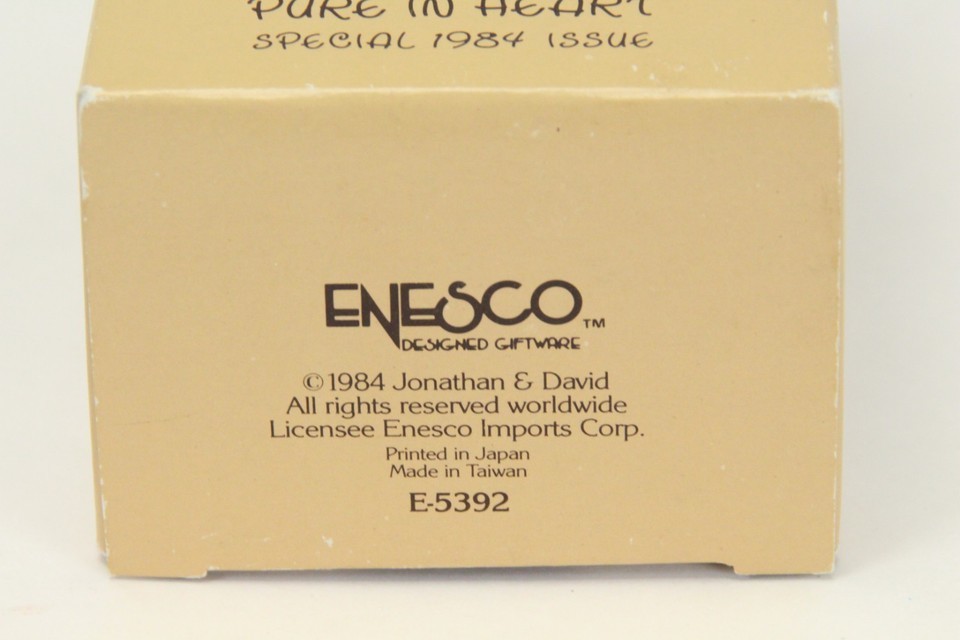 PURE IN HEART
SPECIAL 1984 ISSUE
ENESCO™
DESIGNED GIFTWARE
©1984 Jonathan & David
All rights reserved worldwide
Licensee Enesco Imports Corp.
Printed in Japan
Made in Taiwan
E-5392